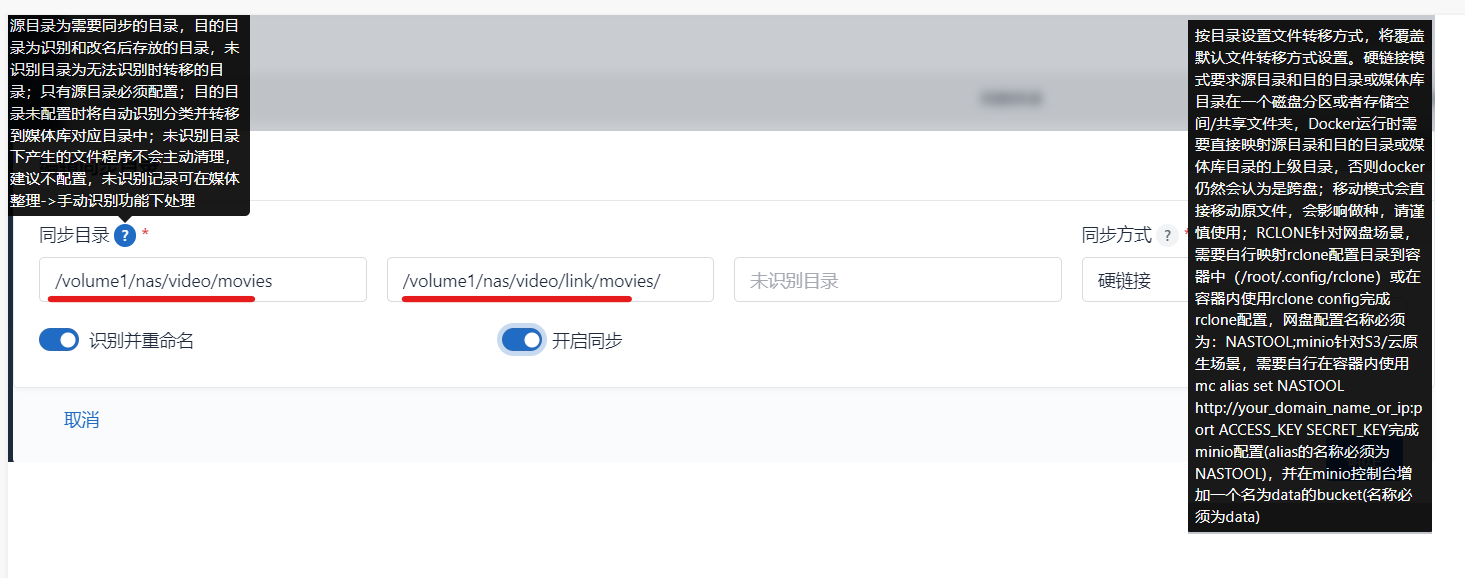 源目录为需要同步的目录，目的目
录为识别和改名后存放的目录，未
识别目录为无法识别时转移的目
录；只有源目录必须配置；目的目
录未配置时将自动识别分类并转移
到媒体库对应目录中；未识别目录
下产生的文件程序不会主动清理，
建议不配置，未识别记录可在媒体
整理->手动识别功能下处理
同步目录 ? *
/volume1/nas/video/movies
/volume1/nas/video/link/movies/
未识别目录
同步方式 ? *
硬链接
识别并重命名
开启同步
取消
按目录设置文件转移方式，将覆盖
默认文件转移方式设置。硬链接模
式要求源目录和目的目录或媒体库
目录在一个磁盘分区或者存储空
间/共享文件夹，Docker运行时需
要直接映射源目录和目的目录或媒
体库目录的上级目录，否则docker
仍然会认为是跨盘；移动模式会直
接移动原文件，会影响做种，请谨
慎使用；RCLONE针对网盘场景，
需要自行映射rclone配置目录到容
器中（/root/.config/rclone）或在
容器内使用rclone config完成
rclone配置，网盘配置名称必须
为：NASTOOL;minio针对S3/云原
生场景，需要自行在容器内使用
mc alias set NASTOOL
http://your_domain_name_or_ip:p
ort ACCESS_KEY SECRET_KEY完成
minio配置(alias的名称必须为
NASTOOL)，并在minio控制台增
加一个名为data的bucket(名称必
须为data)